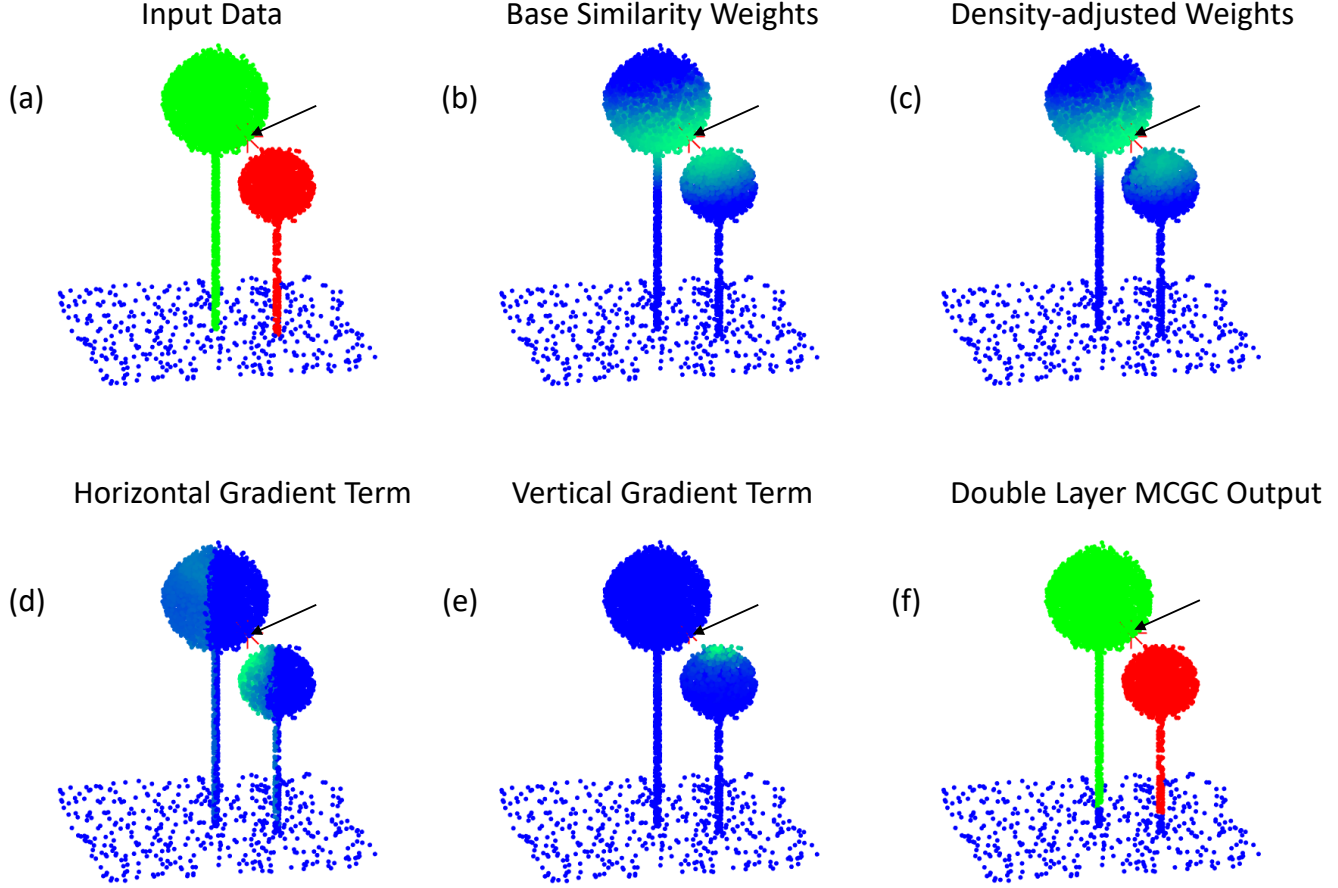 Input Data
Base Similarity Weights
Density-adjusted Weights
(a)
(b)
(c)
Horizontal Gradient Term
Vertical Gradient Term
Double Layer MCGC Output
(d)
(e)
(f)